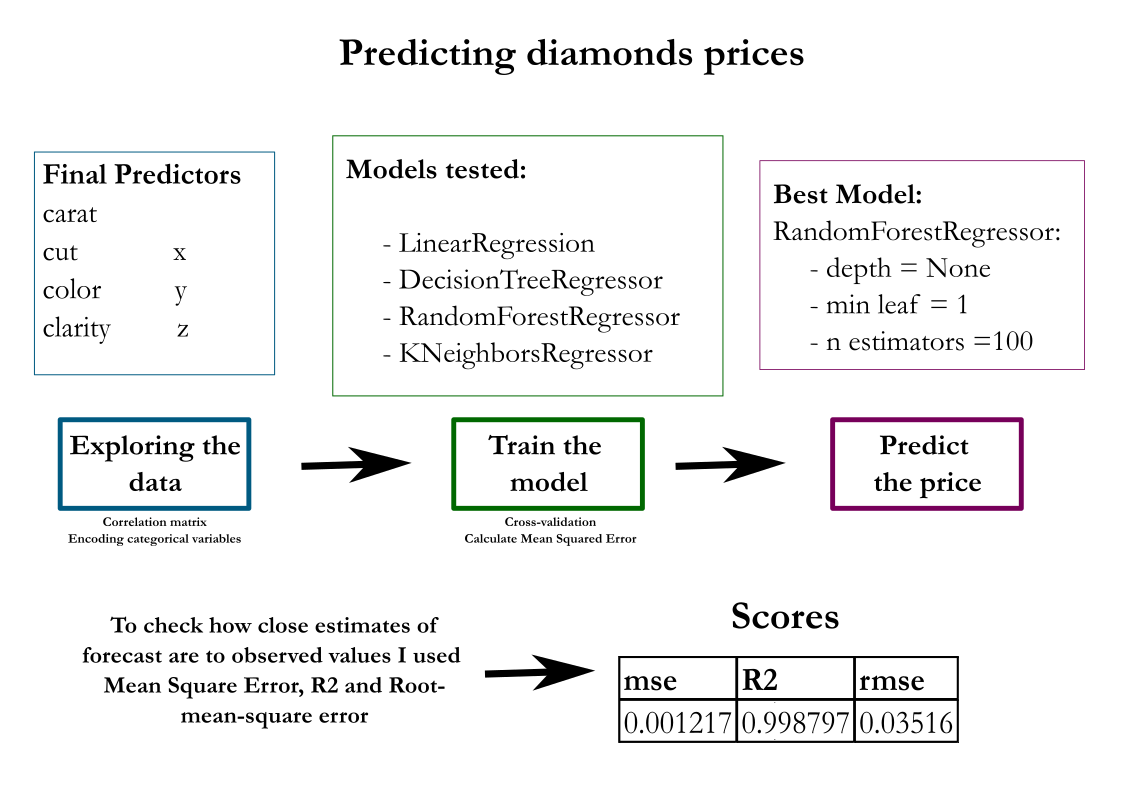 Predicting diamonds prices
Final Predictors
carat
cut x
color y
clarity z
Models tested:
- LinearRegression
- DecisionTreeRegressor
- RandomForestRegressor
- KNeighborsRegressor
Best Model:
RandomForestRegressor:
- depth = None
- min leaf = 1
- n estimators =100
Exploring the
data
Correlation matrix
Encoding categorical variables
Train the
model
Cross-validation
Calculate Mean Squared Error
Predict
the price
To check how close estimates of
forecast are to observed values I used
Mean Square Error, R2 and Root-
mean-square error
Scores
mse R2 rmse
0.001217 0.998797 0.03516